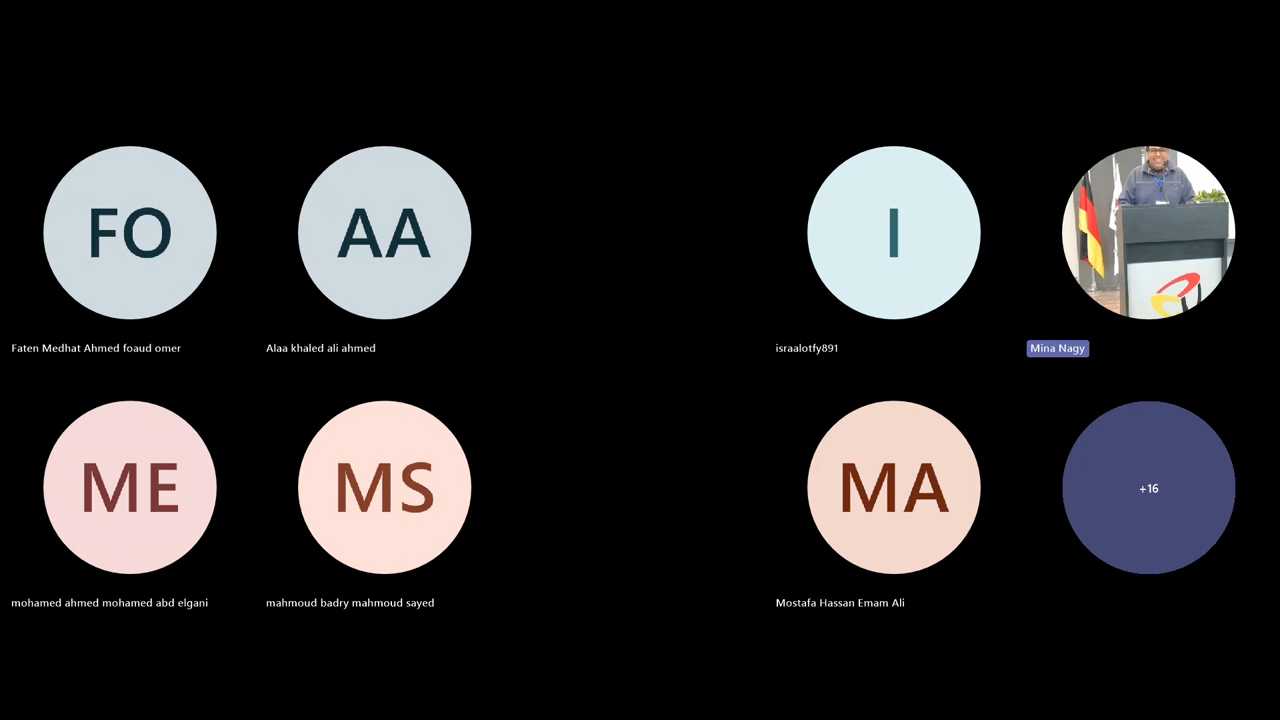 FO
AA
I
Faten Medhat Ahmed foaud omer
Alaa khaled ali ahmed
israalotfy891
Mina Nagy
ME
MS
MA
+16
mohamed ahmed mohamed abd elgani
mahmoud badry mahmoud sayed
Mostafa Hassan Emam Ali